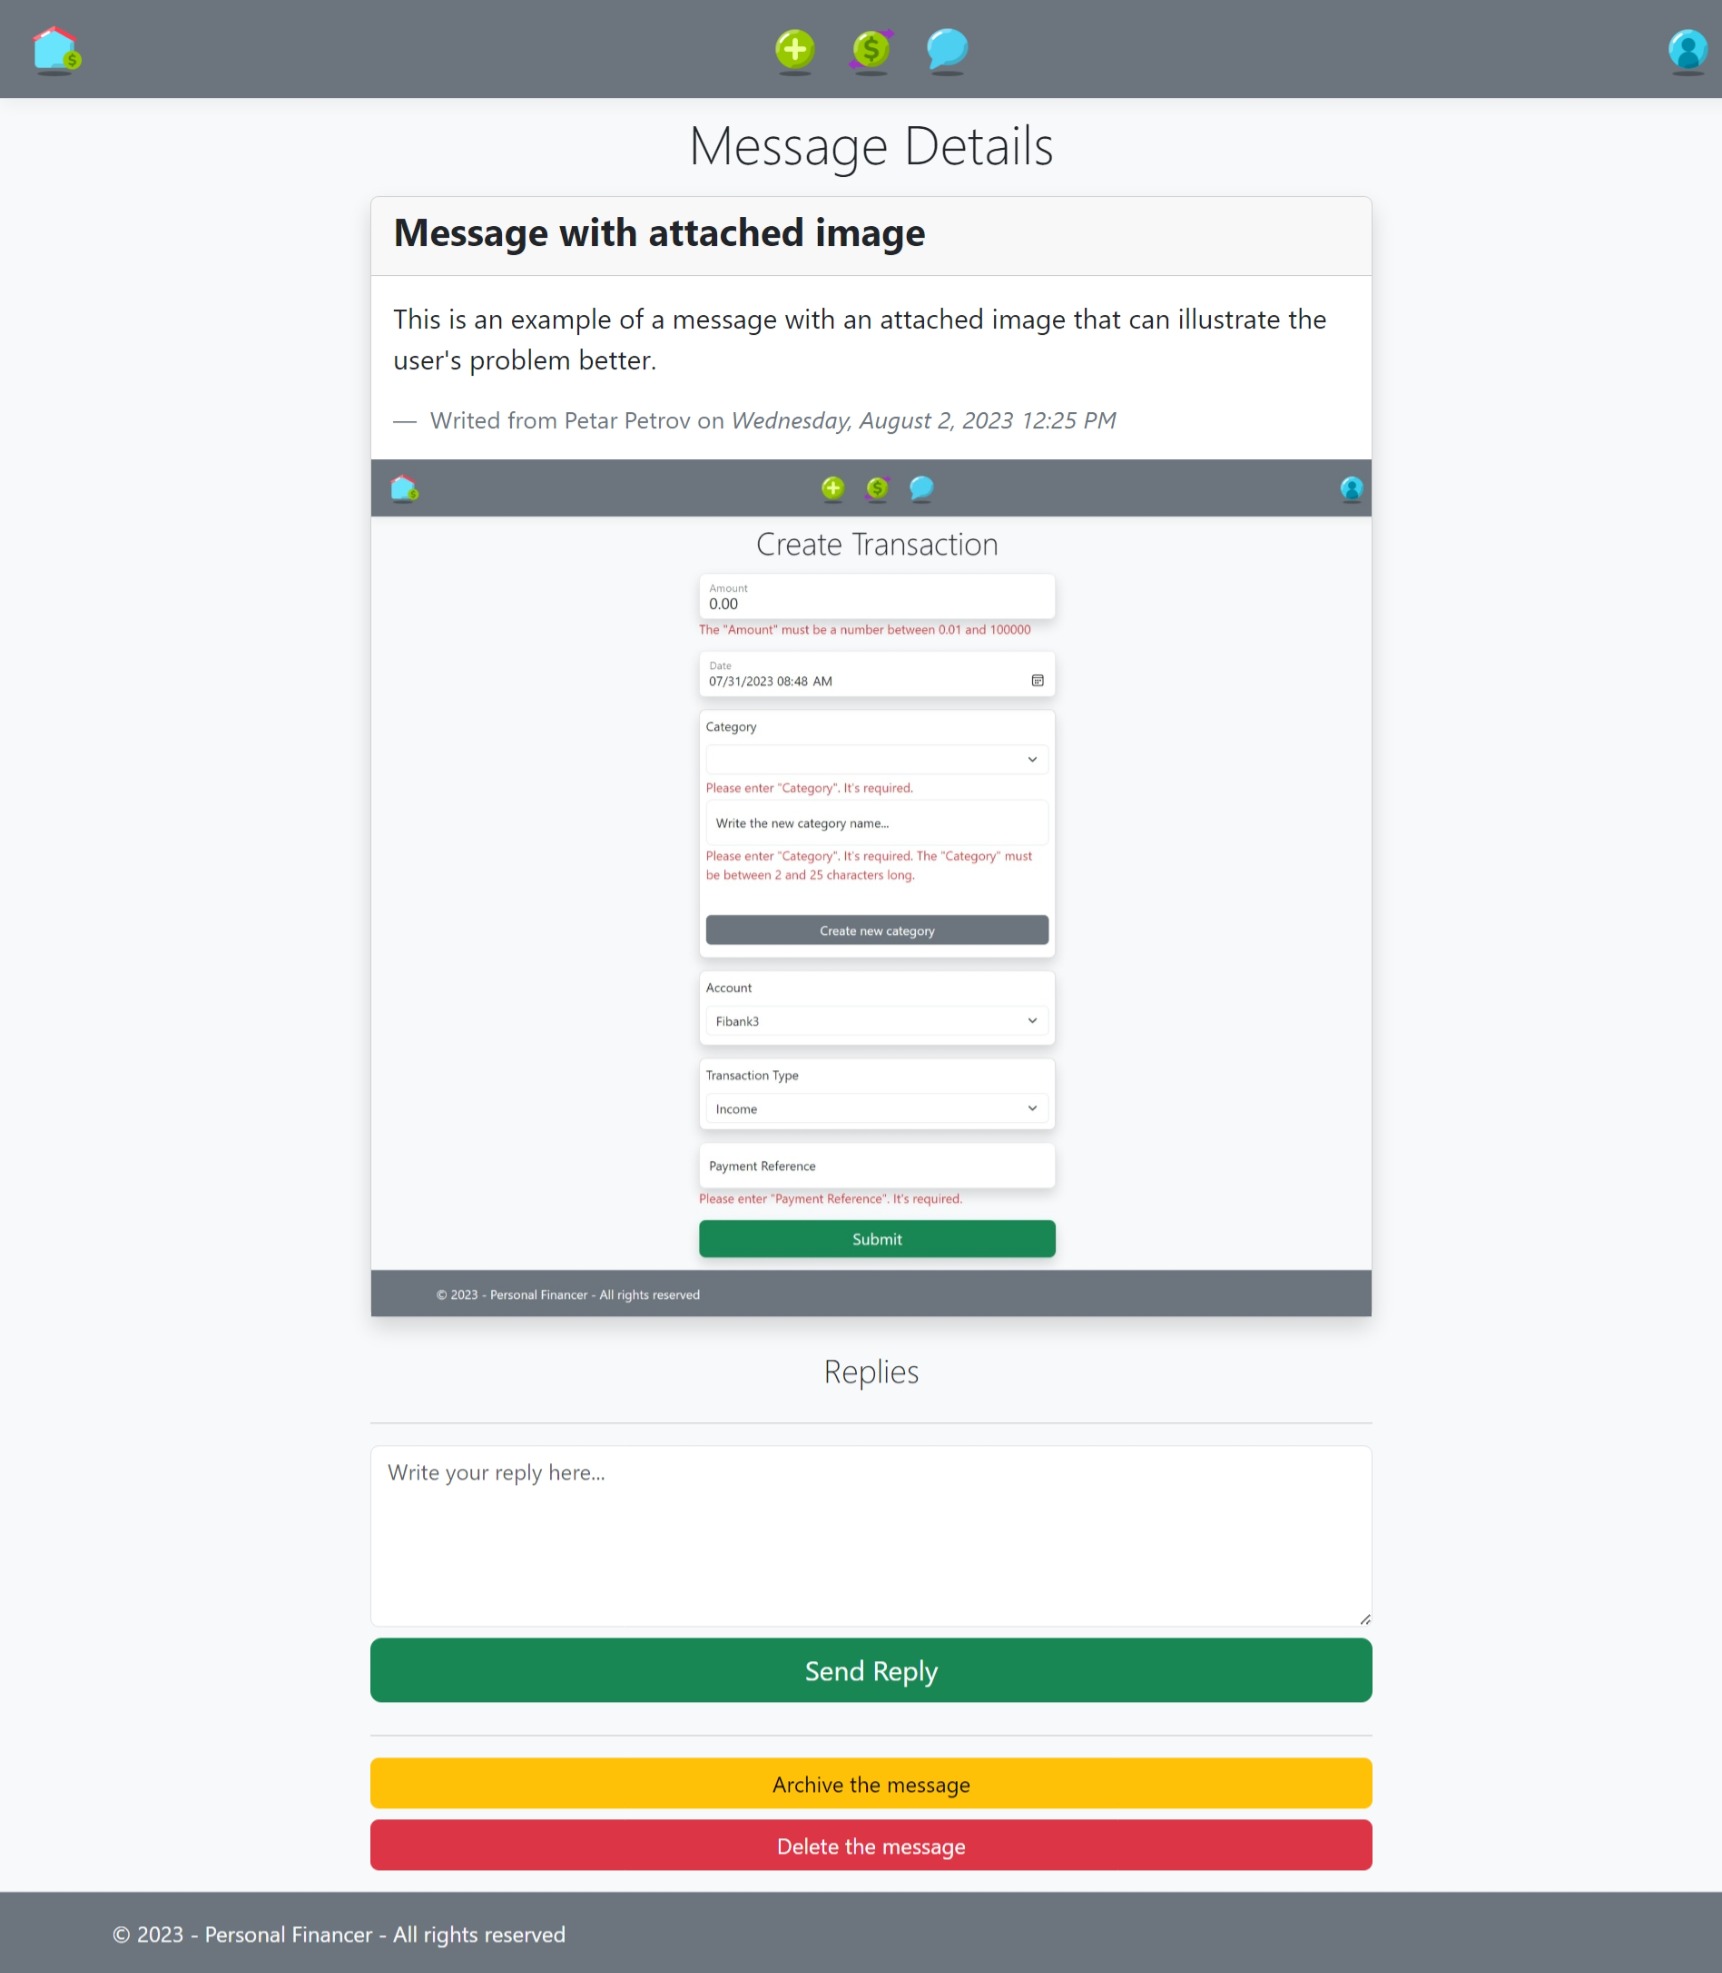 Message Details
Message with attached image
This is an example of a message with an attached image that can illustrate the
user's problem better.
— Writed from Petar Petrov on Wednesday, August 2, 2023 12:25 PM
Create Transaction
Amount
0.00
The "Amount" must be a number between 0.01 and 100000
Date
07/31/2023 08:48 AM
Category
Please enter "Category". It's required.
Write the new category name...
Please enter "Category". It's required. The "Category" must
be between 2 and 25 characters long.
Create new category
Account
Fibank3
Transaction Type
Income
Payment Reference
Please enter "Payment Reference". It's required.
Submit
© 2023 - Personal Financer - All rights reserved
Replies
Write your reply here...
Send Reply
Archive the message
Delete the message
© 2023 - Personal Financer - All rights reserved